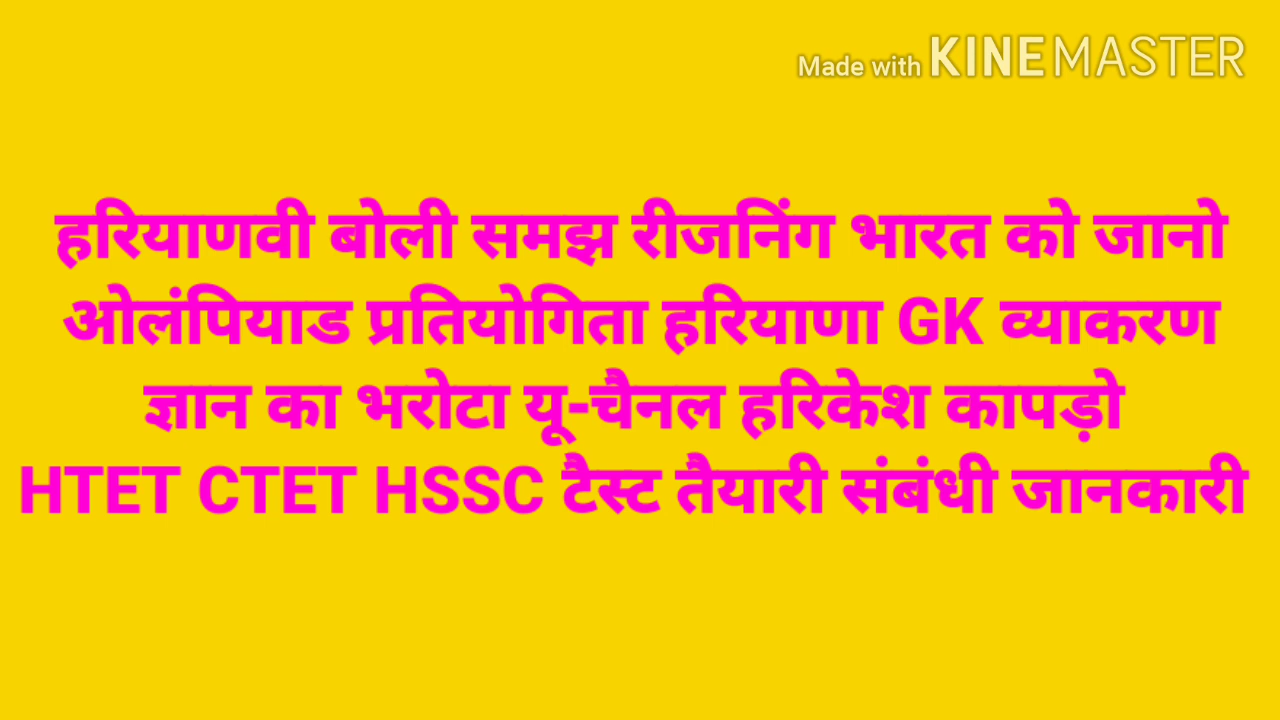 Made with KINEMASTER
हरियाणवी बोली समझ रीजनिंग भारत को जानो
ओलंपियाड प्रतियोगिता हरियाणा GK व्याकरण
ज्ञान का भरोटा यू-चैनल हरिकेश कापड़ो
HTET CTET HSSC टैस्ट तैयारी संबंधी जानकारी